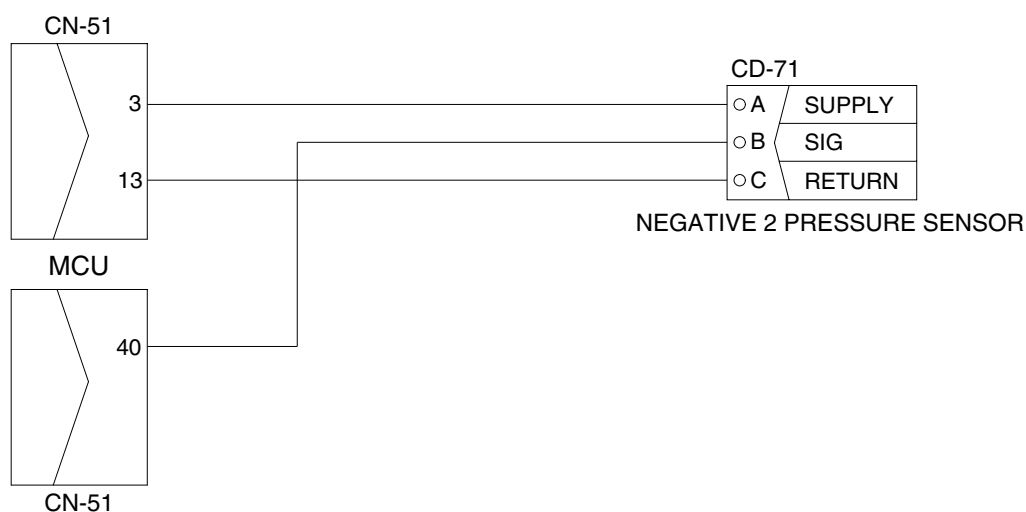 CN-51
3
13
MCU
40
CN-51
CD-71
A SUPPLY
B SIG
C RETURN
NEGATIVE 2 PRESSURE SENSOR